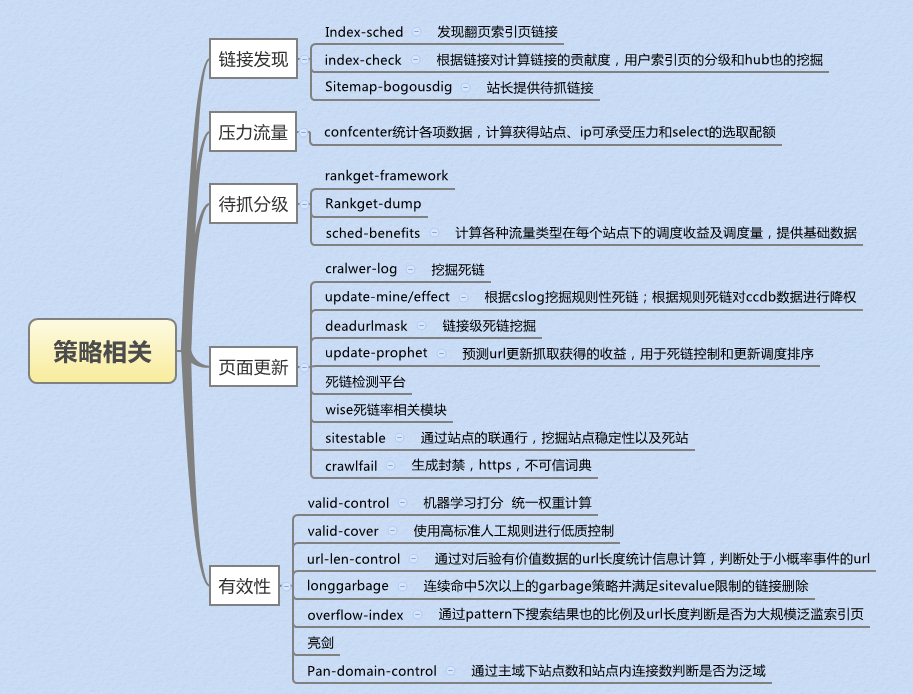 策略相关
链接发现
Index-sched 发现翻页索引页链接
index-check 根据链接对计算链接的贡献度，用户索引页的分级和hub也的挖掘
Sitemap-bogousdig 站长提供待抓链接
压力流量
confcenter统计各项数据，计算获得站点、ip可承受压力和select的选取配额
待抓分级
rankget-framework
Rankget-dump
sched-benefits 计算各种流量类型在每个站点下的调度收益及调度量，提供基础数据
页面更新
cralwer-log 挖掘死链
update-mine/effect 根据cslog挖掘规则性死链；根据规则死链对ccdb数据进行降权
deadurlmask 链接级死链挖掘
update-prophet 预测url更新抓取获得的收益，用于死链控制和更新调度排序
死链检测平台
wise死链率相关模块
sitestable 通过站点的联通行，挖掘站点稳定性以及死站
crawlfail 生成封禁，https，不可信词典
有效性
valid-control 机器学习打分 统一权重计算
valid-cover 使用高标准人工规则进行低质控制
url-len-control 通过对后验有价值数据的url长度统计信息计算，判断处于小概率事件的url
longgarbage 连续命中5次以上的garbage策略并满足sitevalue限制的链接删除
overflow-index 通过pattern下搜索结果也的比例及url长度判断是否为大规模泛滥索引页
亮剑
Pan-domain-control 通过主域下站点数和站点内连接数判断是否为泛域